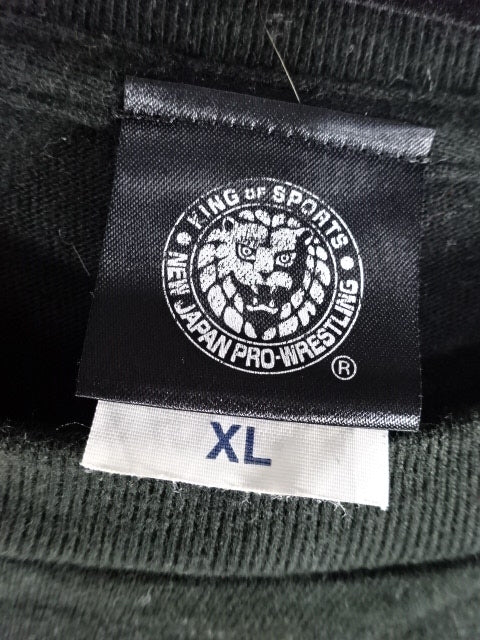 KING OF SPORTS
NEW JAPAN PRO-WRESTLING
®
XL